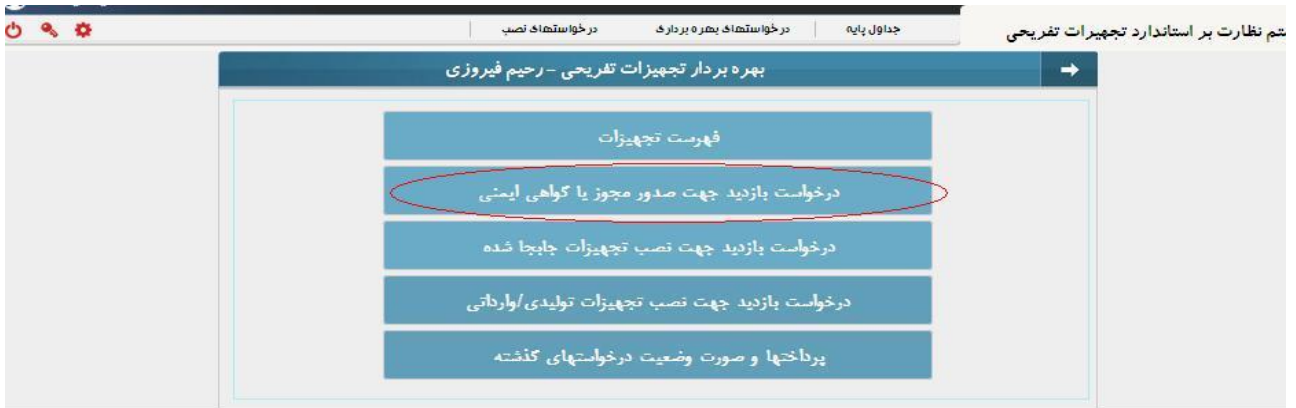 ستم نظارت بر استاندارد تجهیزات تفریحی
جداول پایه
درخواستهای بهره برداری
درخواستهای نصب
بهره بردار تجهیزات تفریحی - رحیم فیروزی
فهرست تجهیزات
درخواست بازدید جهت صدور مجوز یا گواهی ایمنی
درخواست بازدید جهت نصب تجهیزات جابجا شده
درخواست بازدید جهت نصب تجهیزات تولیدی/وارداتی
پرداختها و صورت وضعیت درخواستهای گذشته